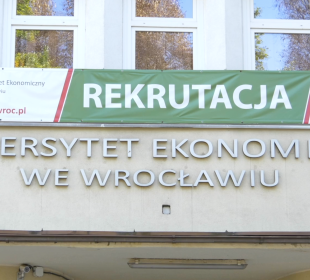 et Ekonomiczny
wroc.pl
REKRUTACJA
ERSYTET EKONOMI
WE WROCŁAWIU